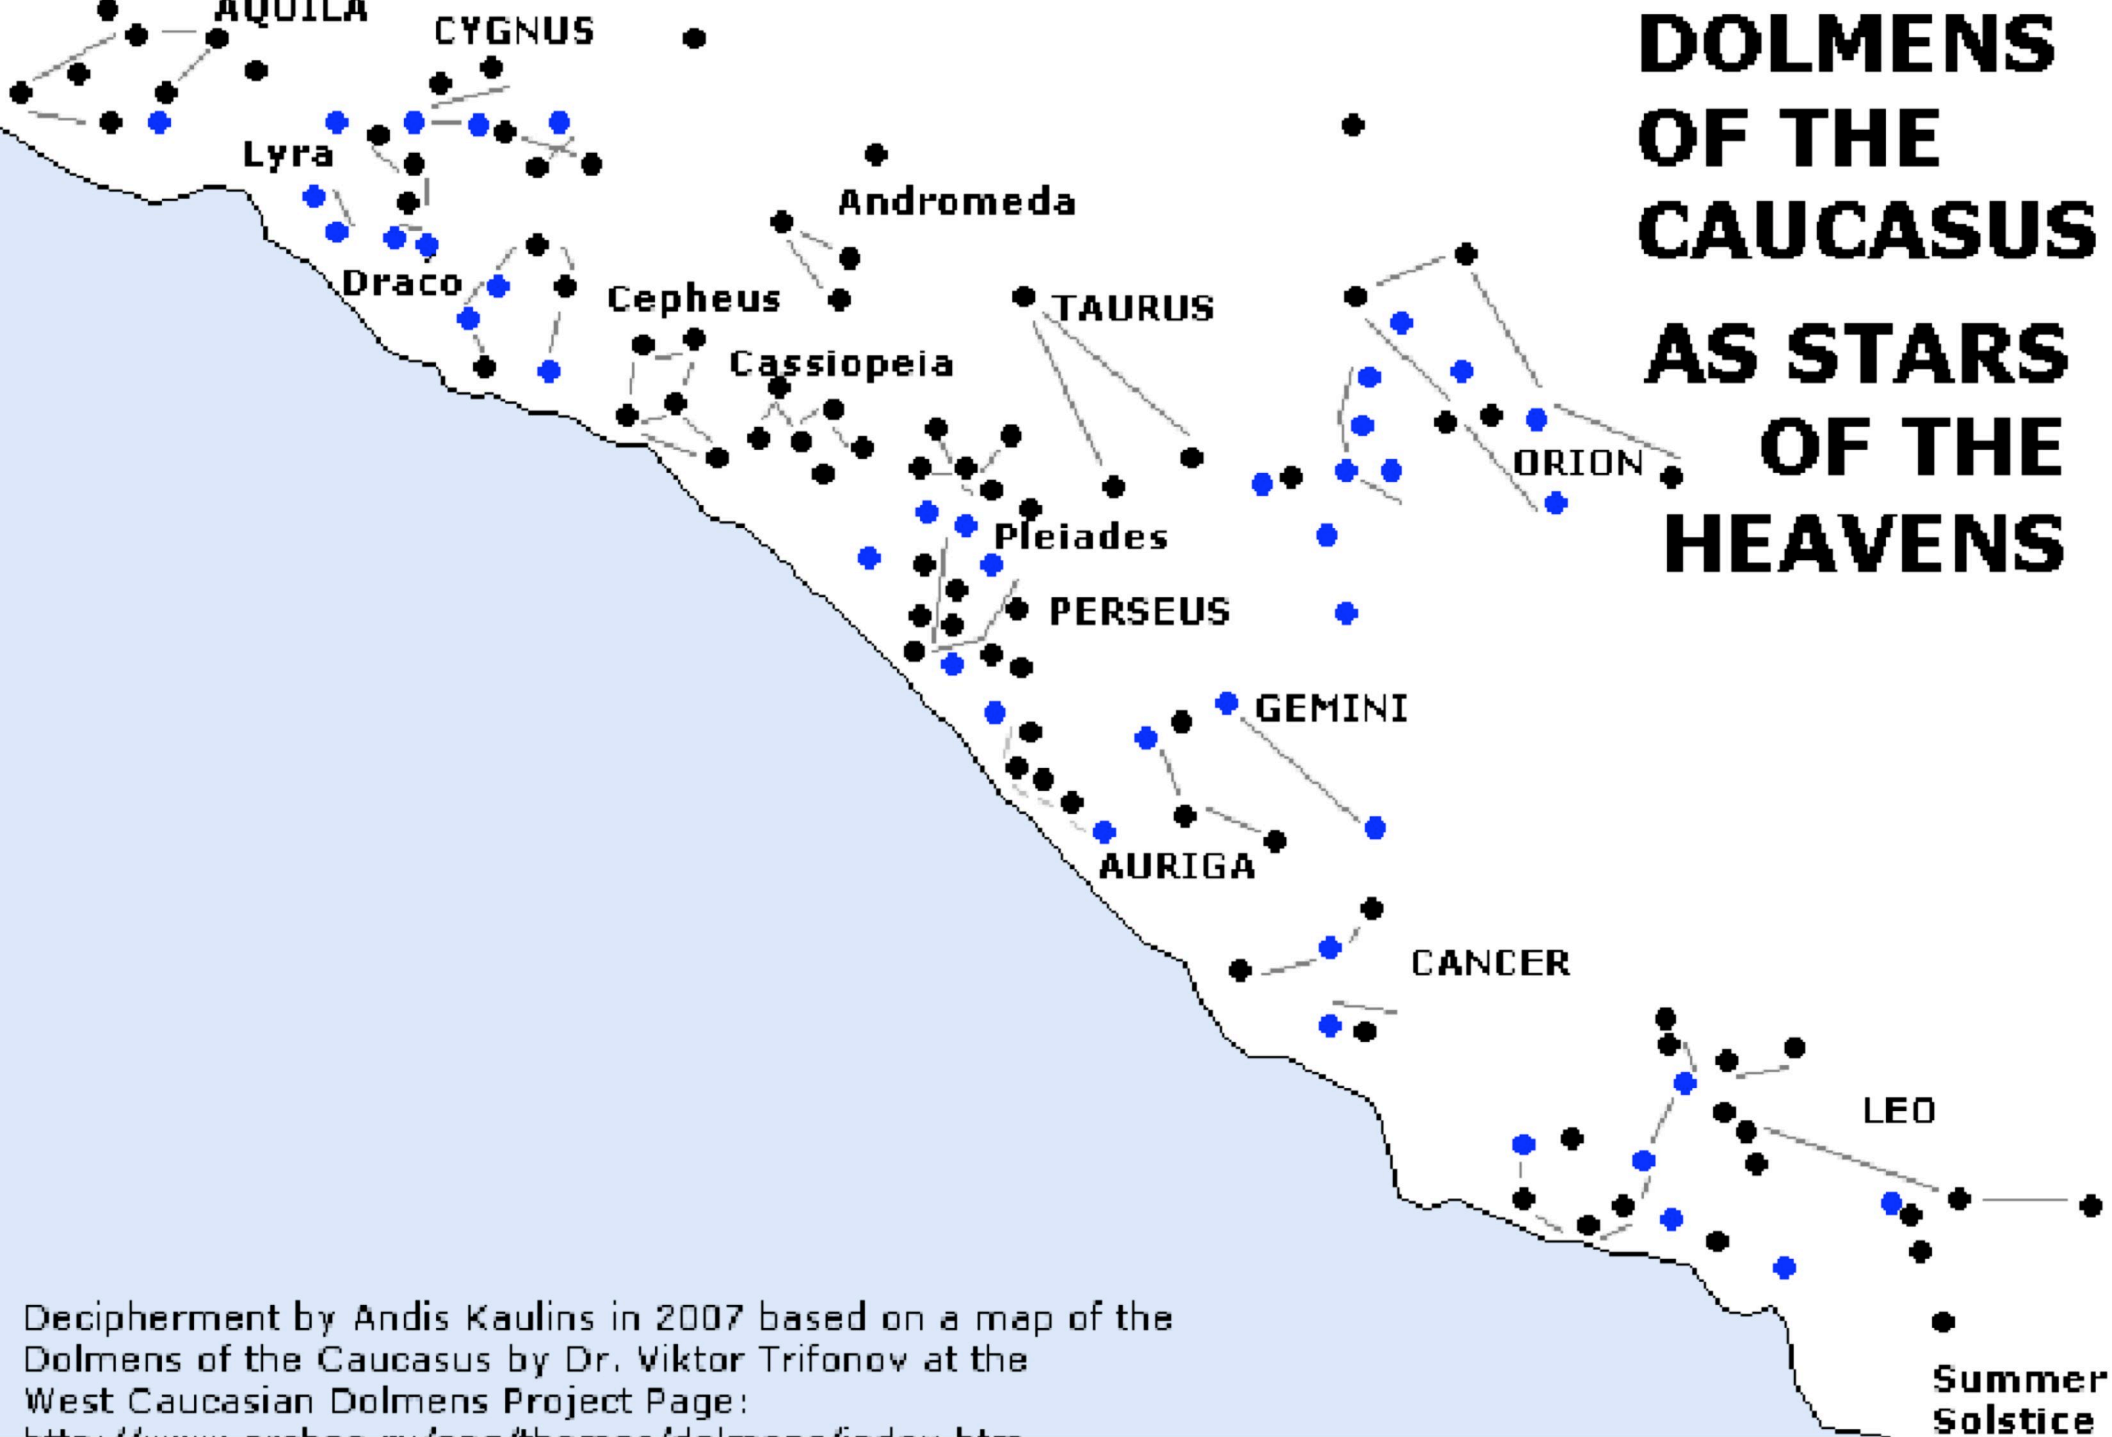 AQUILA
CYGNUS
DOLMENS
OF THE
CAUCASUS
AS STARS
OF THE
HEAVENS
Lyra
Andromeda
Draco
Cepheus
TAURUS
Cassiopeia
ORION
Pleiades
PERSEUS
GEMINI
AURIGA
CANCER
LEO
Decipherment by Andis Kaulins in 2007 based on a map of the
Dolmens of the Caucasus by Dr. Viktor Trifonov at the
West Caucasian Dolmens Project Page:
Summer
Solstice